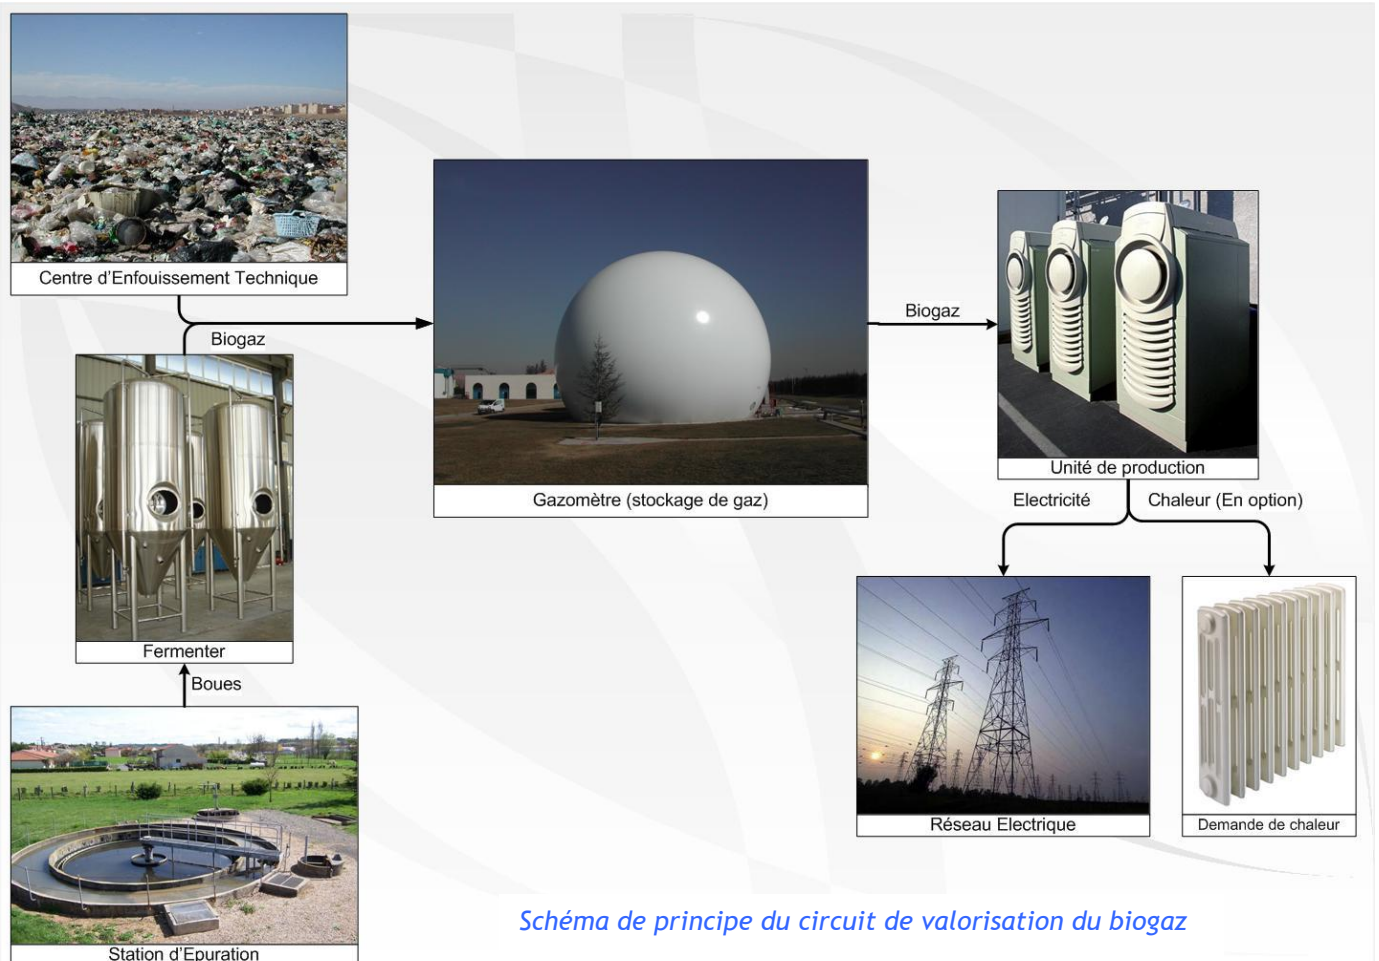 Centre d'Enfouissement Technique
Biogaz
Fermenter
Boues
Station d'Epuration
Gazomètre (stockage de gaz)
Biogaz
Unité de production
Electricité
Chaleur (En option)
Réseau Electrique
Demande de chaleur
Schéma de principe du circuit de valorisation du biogaz